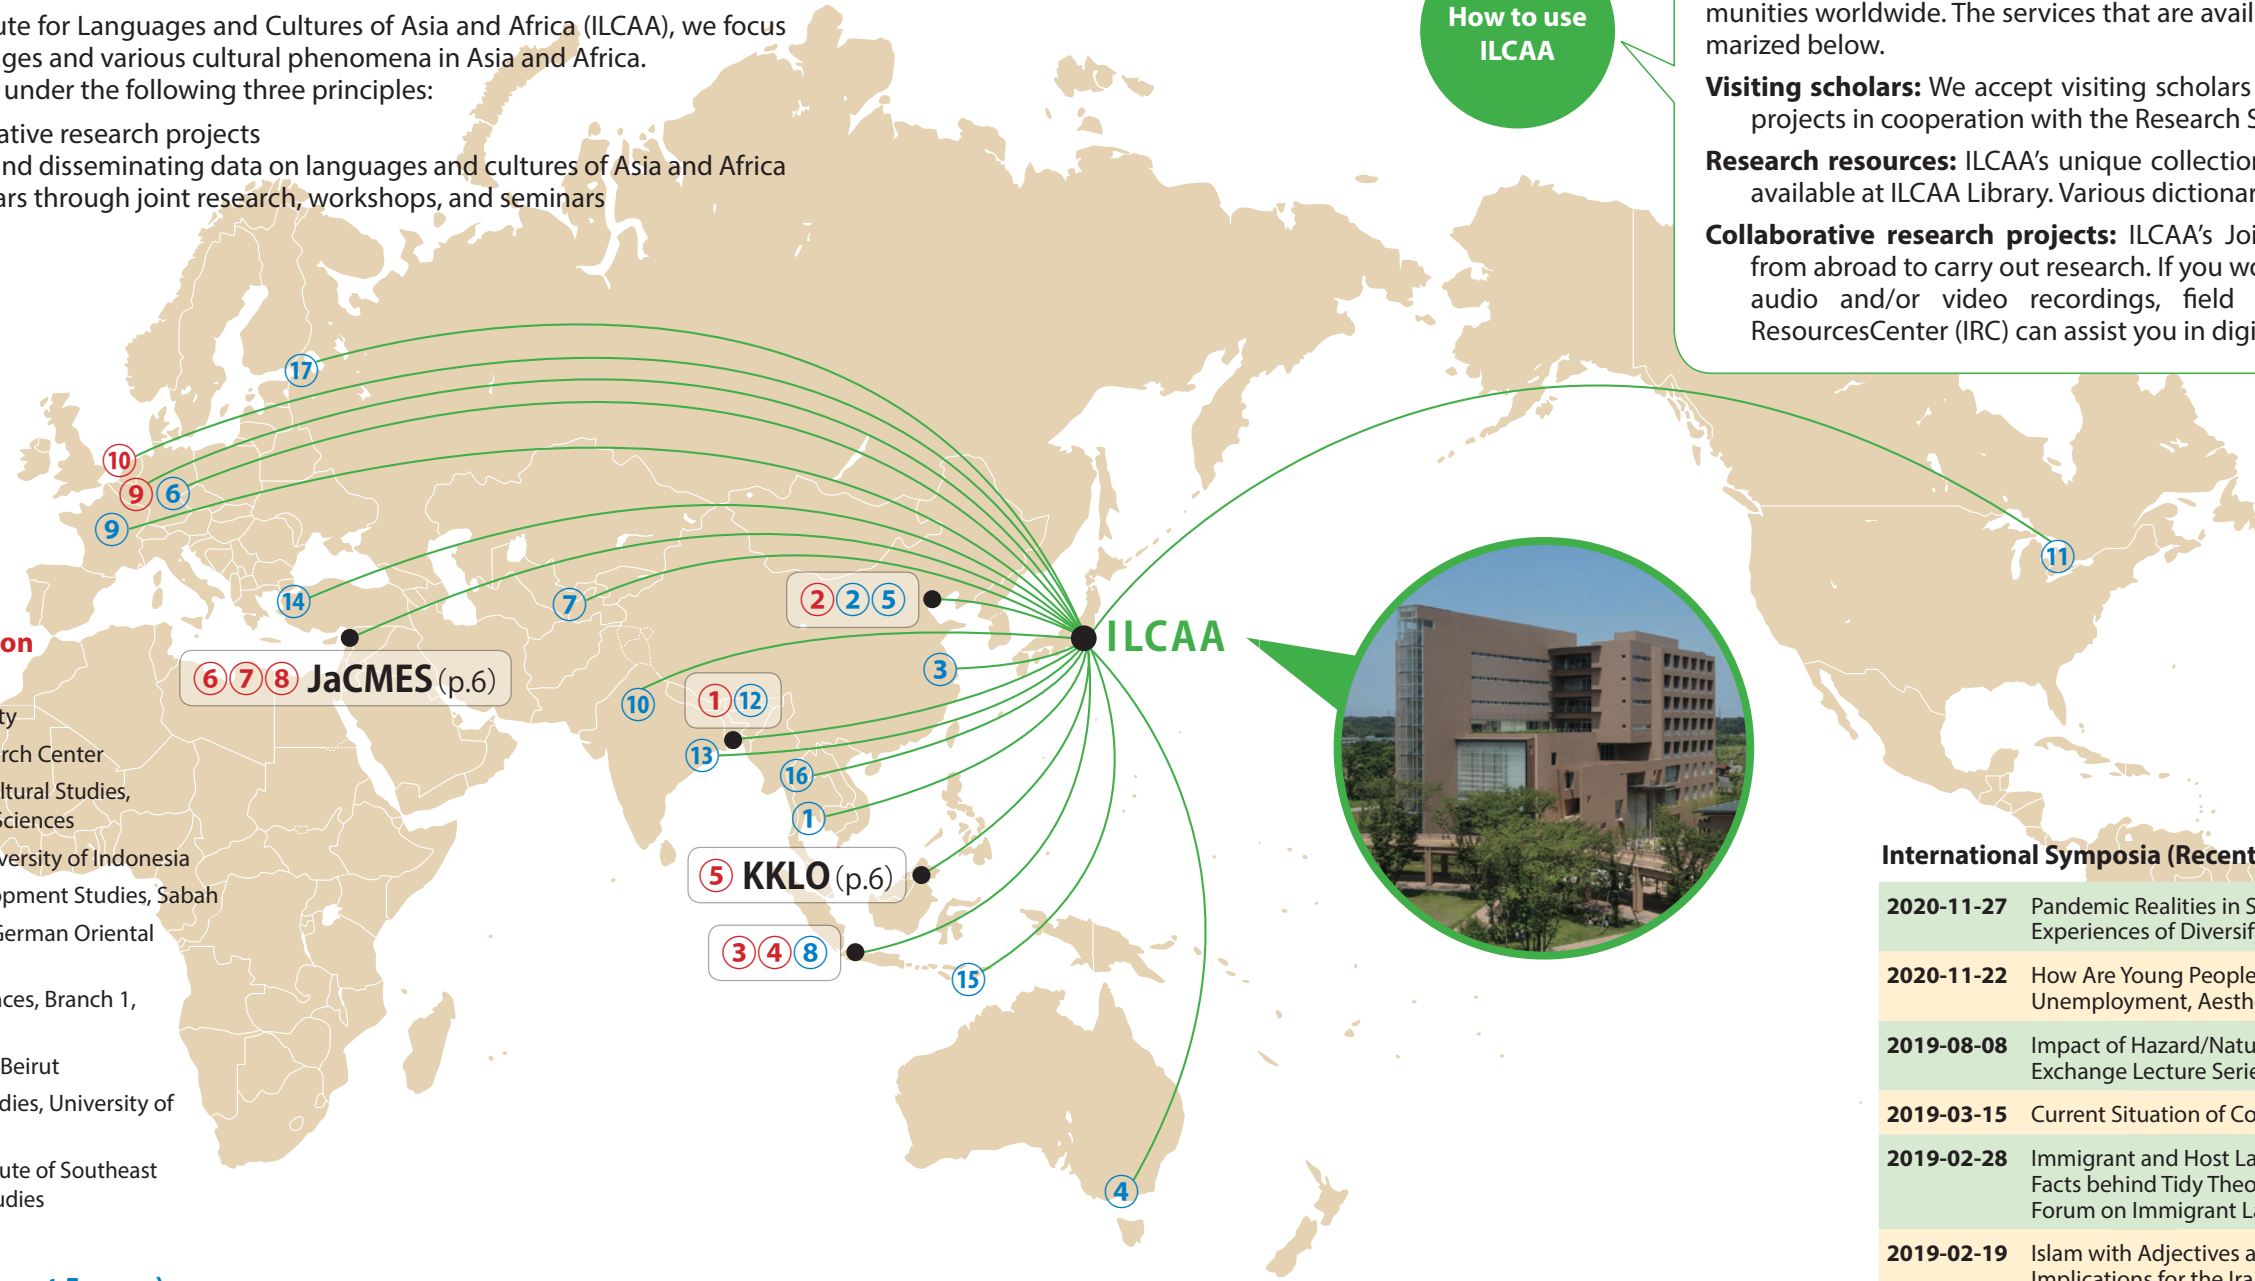 ute for Languages and Cultures of Asia and Africa (ILCAA), we focus
ges and various cultural phenomena in Asia and Africa.
under the following three principles:
ative research projects
nd disseminating data on languages and cultures of Asia and Africa
ars through joint research, workshops, and seminars
How to use
ILCAA
munities worldwide. The services that are avail
marized below.
Visiting scholars: We accept visiting scholars
projects in cooperation with the Research S
Research resources: ILCAA's unique collection
available at ILCAA Library. Various dictionar
Collaborative research projects: ILCAA's Joi
from abroad to carry out research. If you wo
audio and/or video recordings, field
ResourcesCenter (IRC) can assist you in digi
17
10
9 6
9
14
7
2 2 5
11
ILCAA
6 7 8 JaCMES (p.6)
3
10
1 12
13
16
1
5 KKLO (p.6)
3 4 8
15
4
on
ty
rch Center
ltural Studies,
Sciences
versity of Indonesia
opment Studies, Sabah
German Oriental
nces, Branch 1,
Beirut
dies, University of
ute of Southeast
udies
International Symposia (Recent
2020-11-27 Pandemic Realities in S
Experiences of Diversif
2020-11-22 How Are Young People
Unemployment, Aesth
2019-08-08 Impact of Hazard/Natu
Exchange Lecture Serie
2019-03-15 Current Situation of Co
2019-02-28 Immigrant and Host La
Facts behind Tidy Theo
Forum on Immigrant La
2019-02-19 Islam with Adjectives a
Implications for the Ira